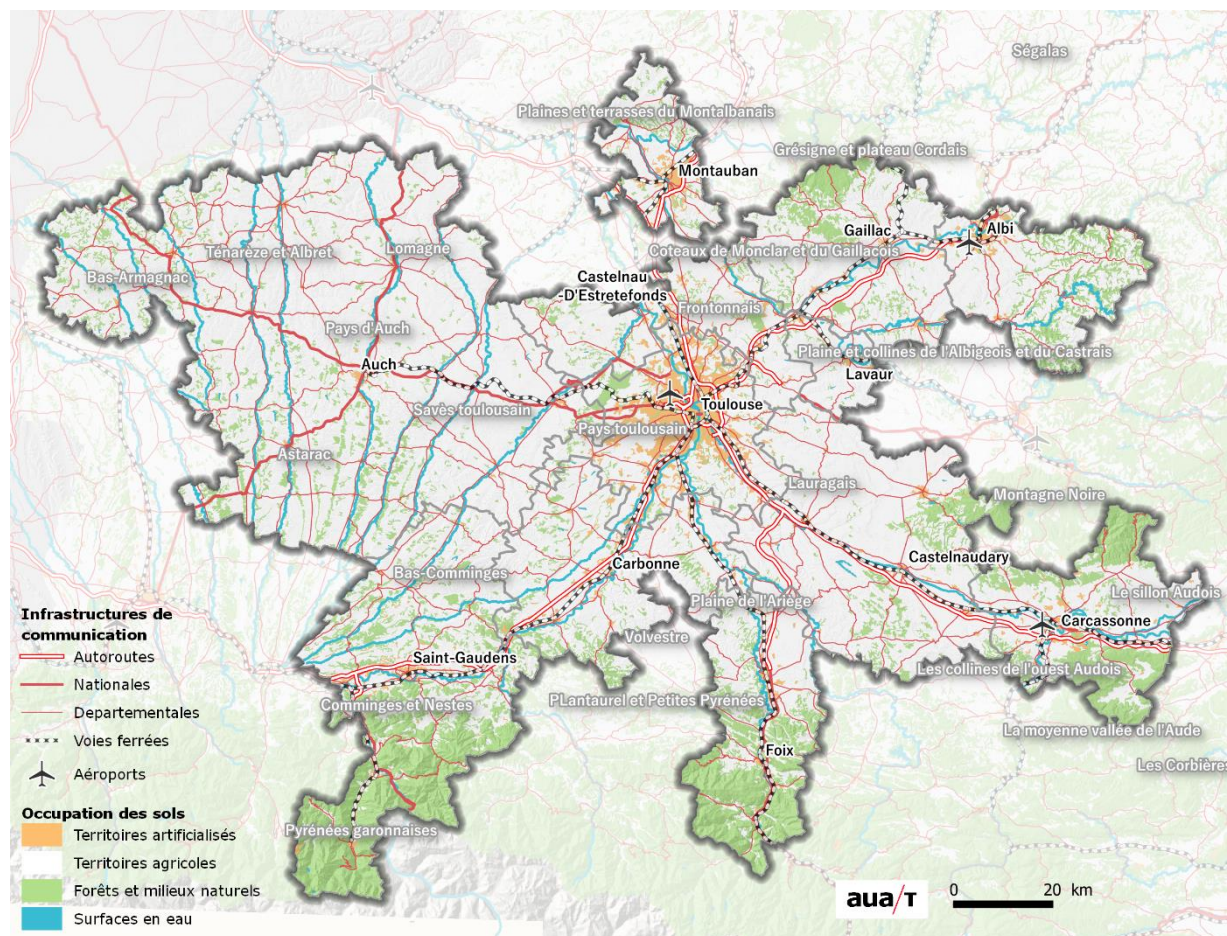 Ségalas
Plaines et terrasses du Montalbanais
Grésigne et plateau Cordais
Montauban
Gaillac
Albi
Ténarèze et Albret
Lomagne
Coteaux de Monclar et du Gaillacois
Bas-Armagnac
Castelnau
-D'Estretefonds
Frontonnais
Pays d'Auch
Plaine et collines de l'Albigeois et du Castrais
Auch
Lavaur
Savès toulousain
Toulouse
Pays toulousain
Astarac
Lauragais
Montagne Noire
Castelnaudary
Carbonne
Bas-Comminges
Plaine de l'Ariège
Le sillon Audois
Carcassonne
Volvestre
Saint-Gaudens
Les collines de l'ouest Audois
PLantaurel et Petites Pyrénées
Comminges et Nestes
La moyenne vallée de l'Aude
Foix
Les Corbières
Pyrénées garonnaises
Infrastructures de
communication
Autoroutes
Nationales
Departementales
Voies ferrées
Aéroports
Occupation des sols
Territoires artificialisés
Territoires agricoles
Forêts et milieux naturels
Surfaces en eau
aua/T
0 20 km